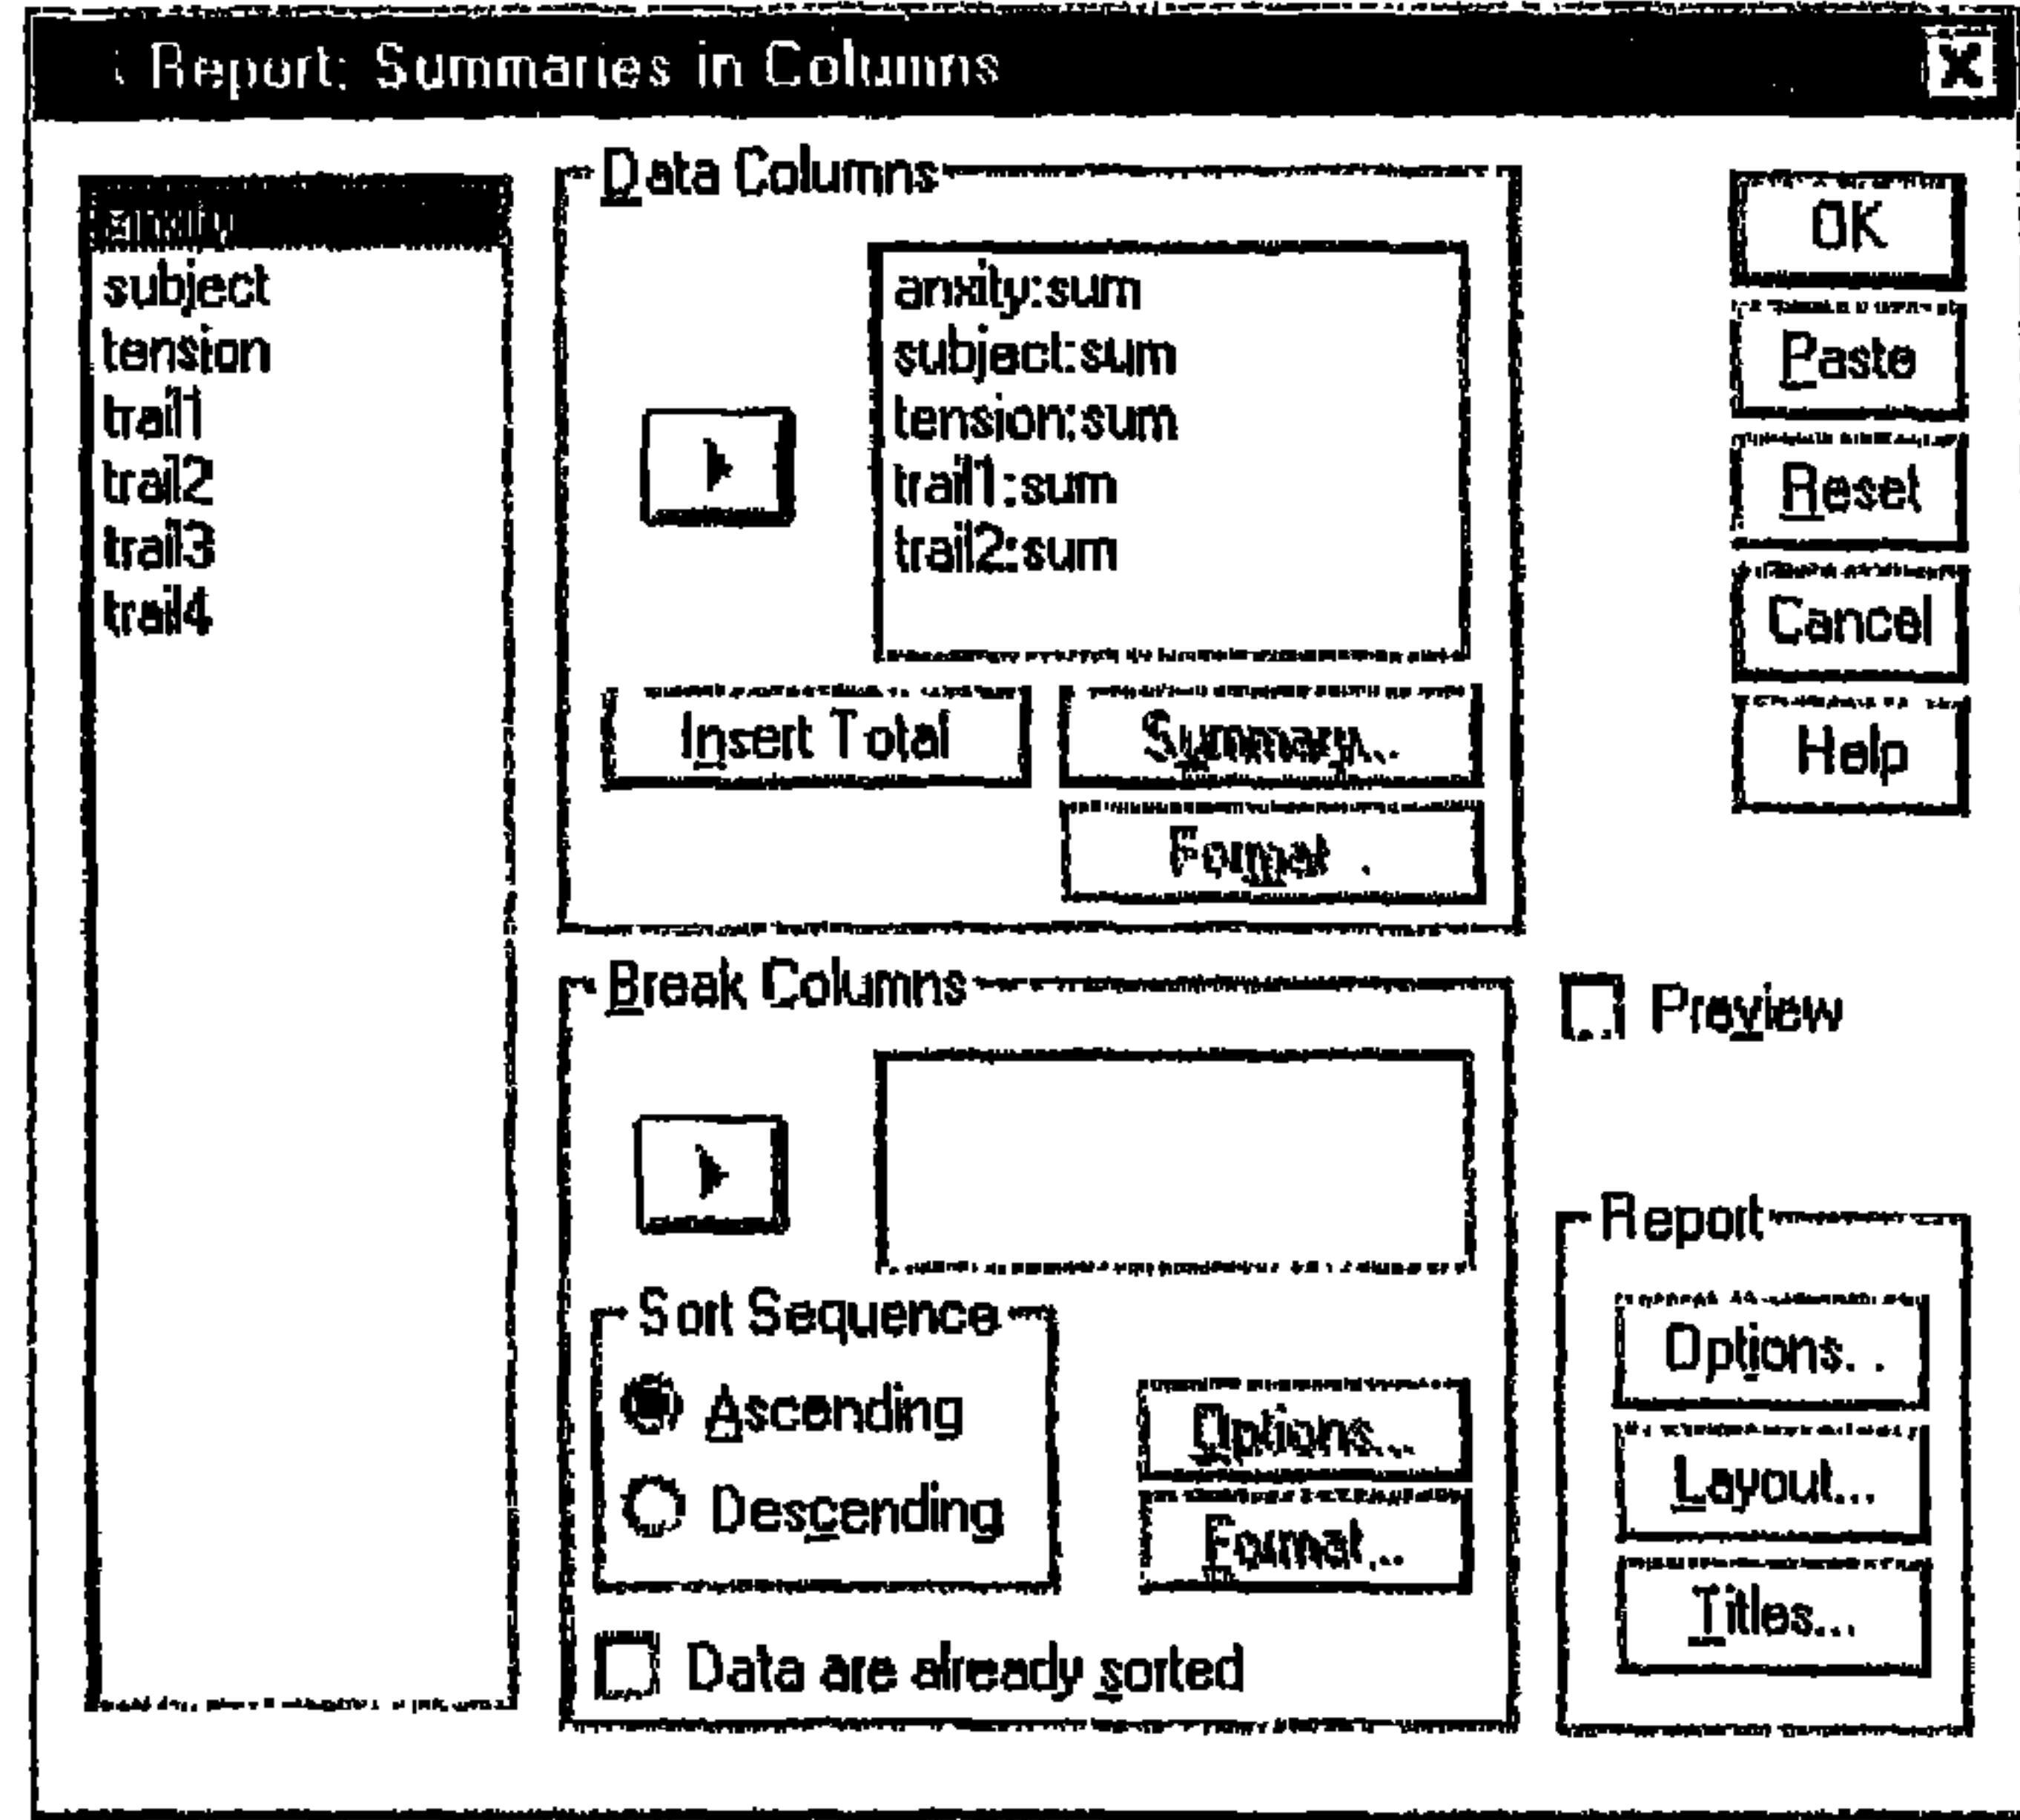 Report: Summaries in Columns
anxity
subject
tension
trail1
trail2
trail3
trail4
Data Columns
anxity:sum
subject:sum
tension:sum
trail1:sum
trail2:sum
Insert Total
Summary...
Format...
Break Columns
Sort Sequence
Ascending
Descending
Options...
Format...
Data are already sorted
OK
Paste
Reset
Cancel
Help
Preview
Report
Options...
Layout...
Titles...